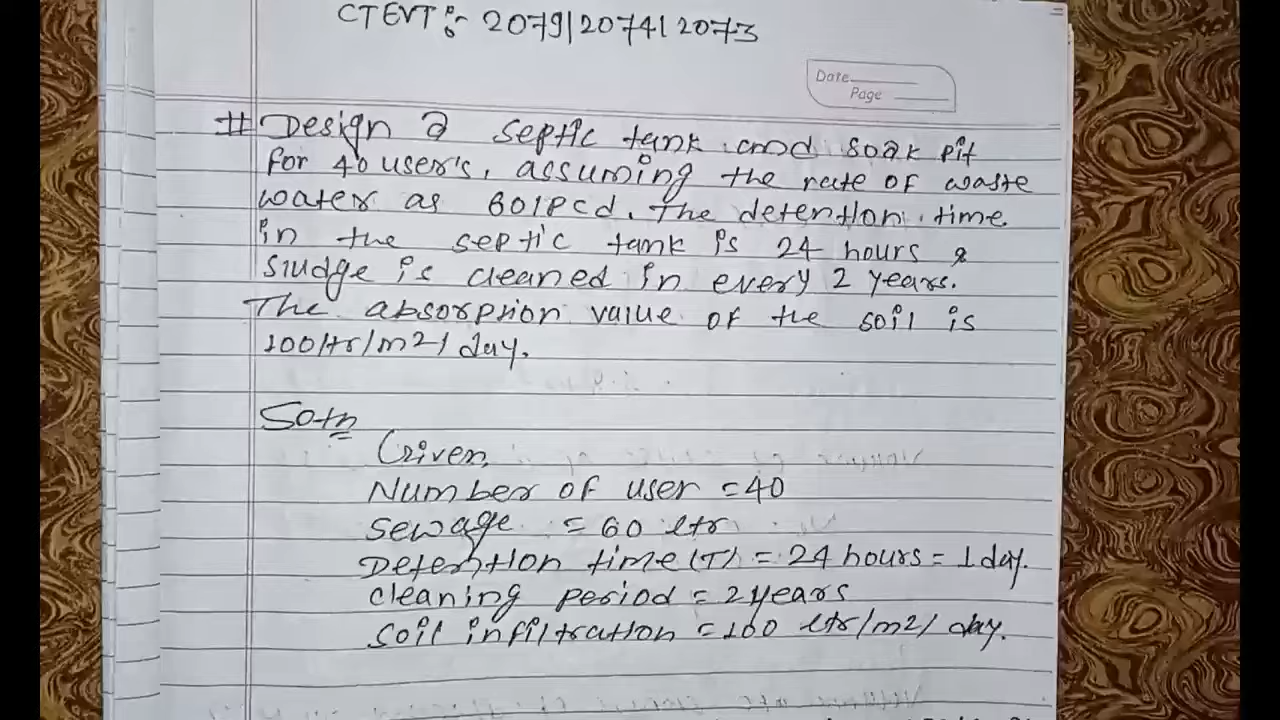 CTEVT:- 2079|2074|2073
Date
Page
# Design a septic tank and soak pit
for 40 user's, assuming the rate of waste
water as 60lpcd. The detention time
in the septic tank is 24 hours &
sludge is cleaned in every 2 years.
The absorption value of the soil is
100ltr/m2/day.
Soln
Given,
Number of user = 40
sewage = 60 ltr
Detention time (T) = 24 hours = 1 day.
cleaning period = 2 years
soil infiltration = 100 ltr/m2/day.